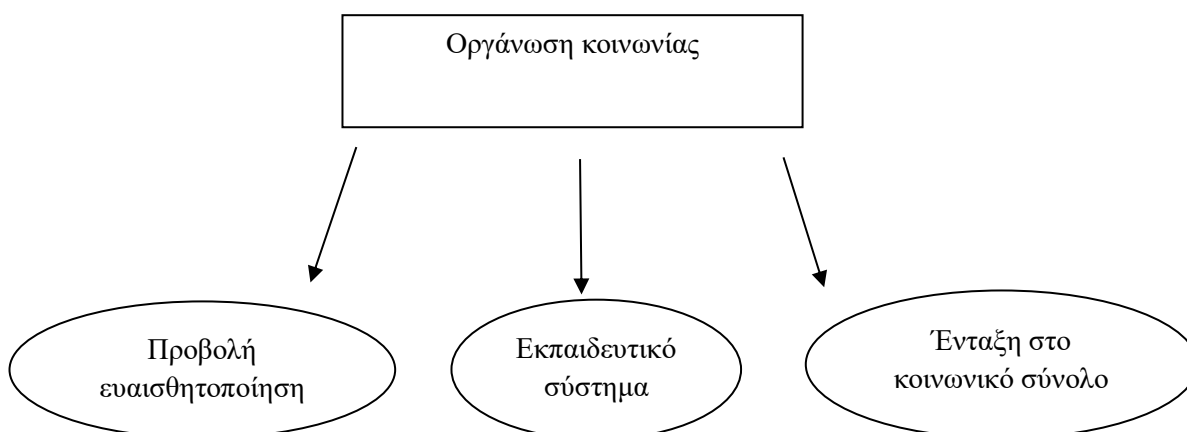 Οργάνωση κοινωνίας
Προβολή
ευαισθητοποίηση
Εκπαιδευτικό
σύστημα
Ένταξη στο
κοινωνικό σύνολο